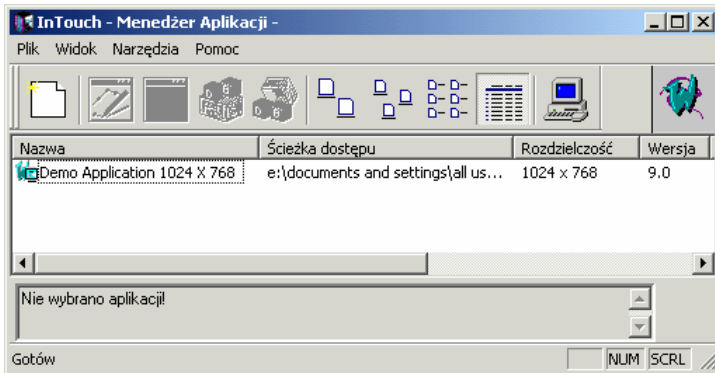 InTouch - Menedżer Aplikacji -
Plik Widok Narzędzia Pomoc
Nazwa Ścieżka dostępu Rozdzielczość Wersja
Demo Application 1024 X 768 e:\documents and settings\all us... 1024 x 768 9.0
Nie wybrano aplikacji!
Gotów NUM SCRL